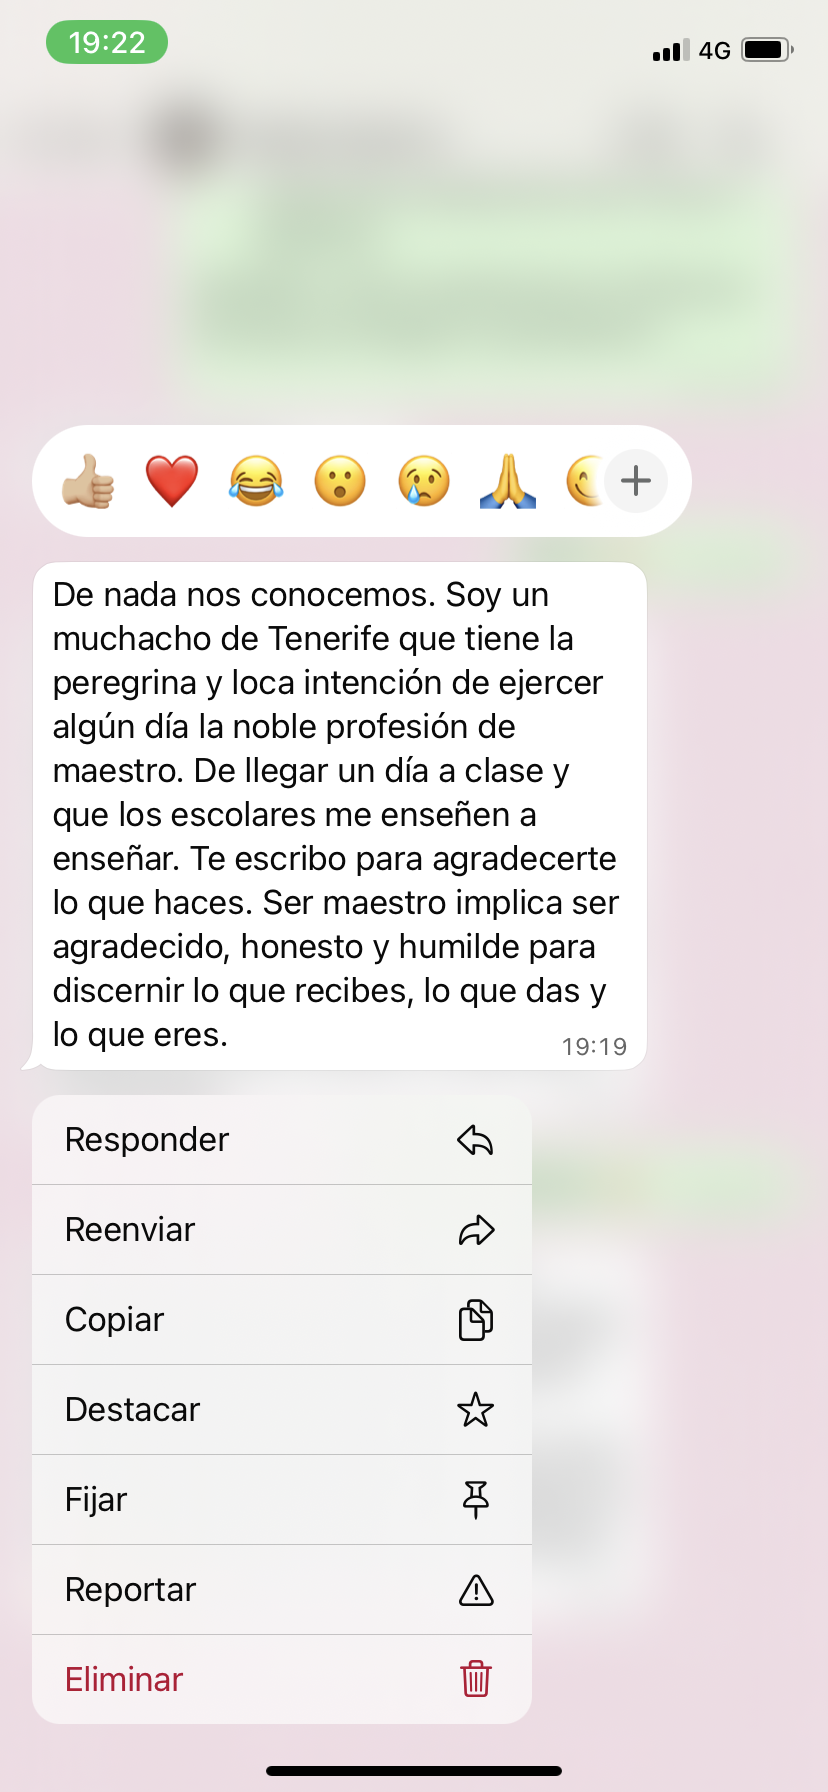 19:22
4G
De nada nos conocemos. Soy un
muchacho de Tenerife que tiene la
peregrina y loca intención de ejercer
algún día la noble profesión de
maestro. De llegar un día a clase y
que los escolares me enseñen a
enseñar. Te escribo para agradecerte
lo que haces. Ser maestro implica ser
agradecido, honesto y humilde para
discernir lo que recibes, lo que das y
lo que eres.
19:19
Responder
Reenviar
Copiar
Destacar
Fijar
Reportar
Eliminar